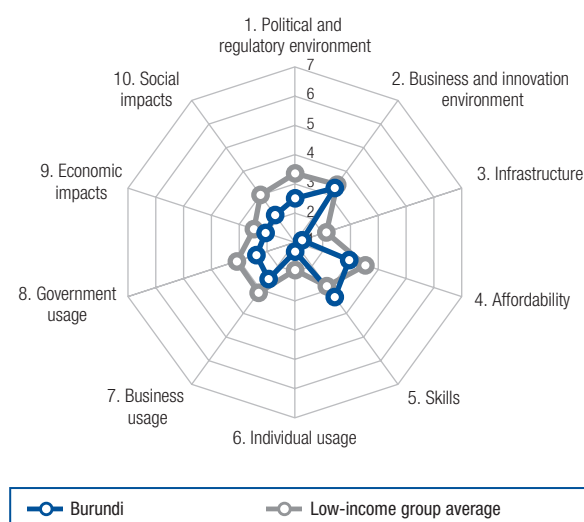 1. Political and
regulatory environment
10. Social
impacts
2. Business and innovation
environment
9. Economic
impacts
3. Infrastructure
8. Government
usage
4. Affordability
7. Business
usage
5. Skills
6. Individual usage
7
6
5
4
3
2
1
Burundi
Low-income group average